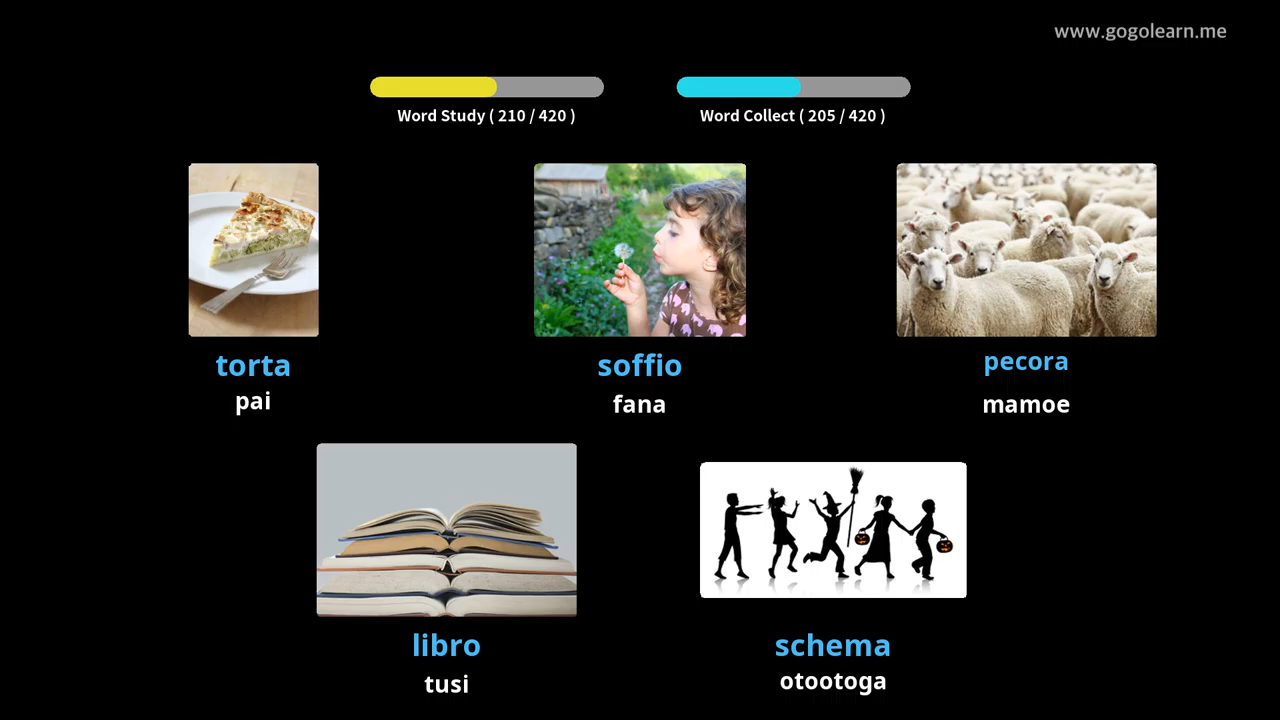 www.gogolearn.me
Word Study ( 210 / 420 )
Word Collect ( 205 / 420 )
torta
pai
soffio
fana
pecora
mamoe
libro
tusi
schema
otootoga